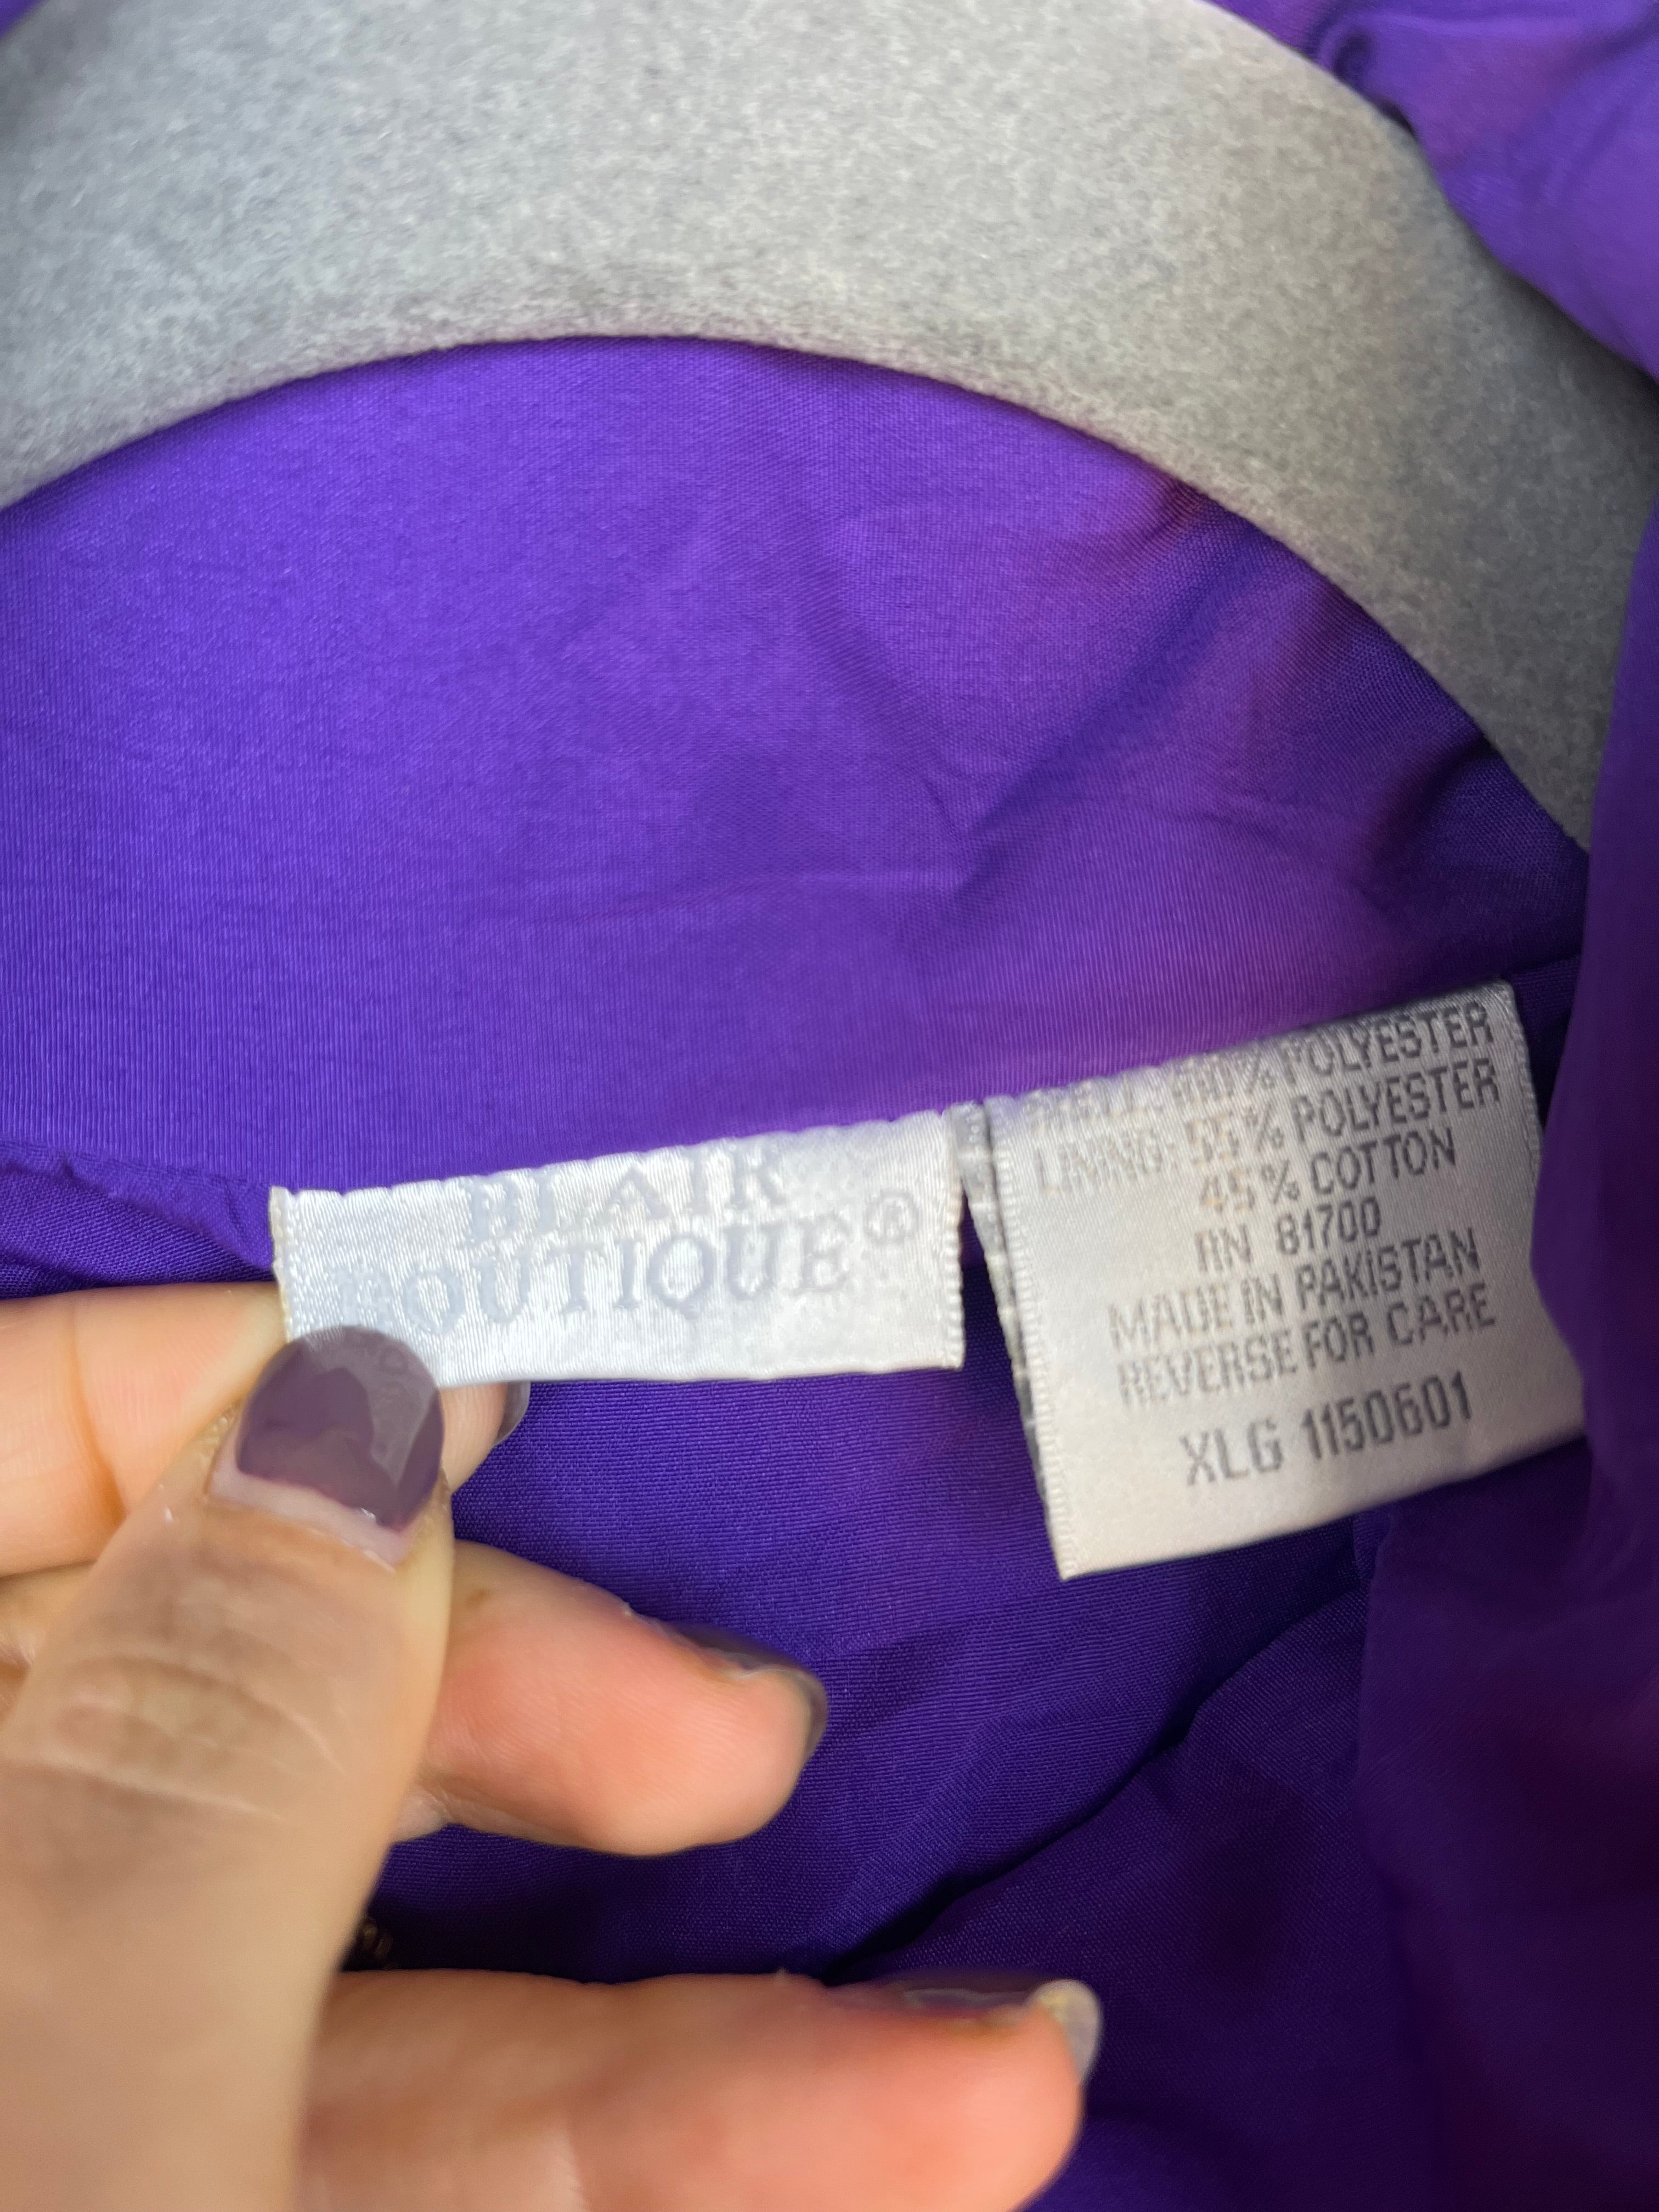 BLAIR
BOUTIQUE®
SHELL: 100% POLYESTER
LINING: 55% POLYESTER
45% COTTON
RN 81700
MADE IN PAKISTAN
REVERSE FOR CARE
XLG 1150601